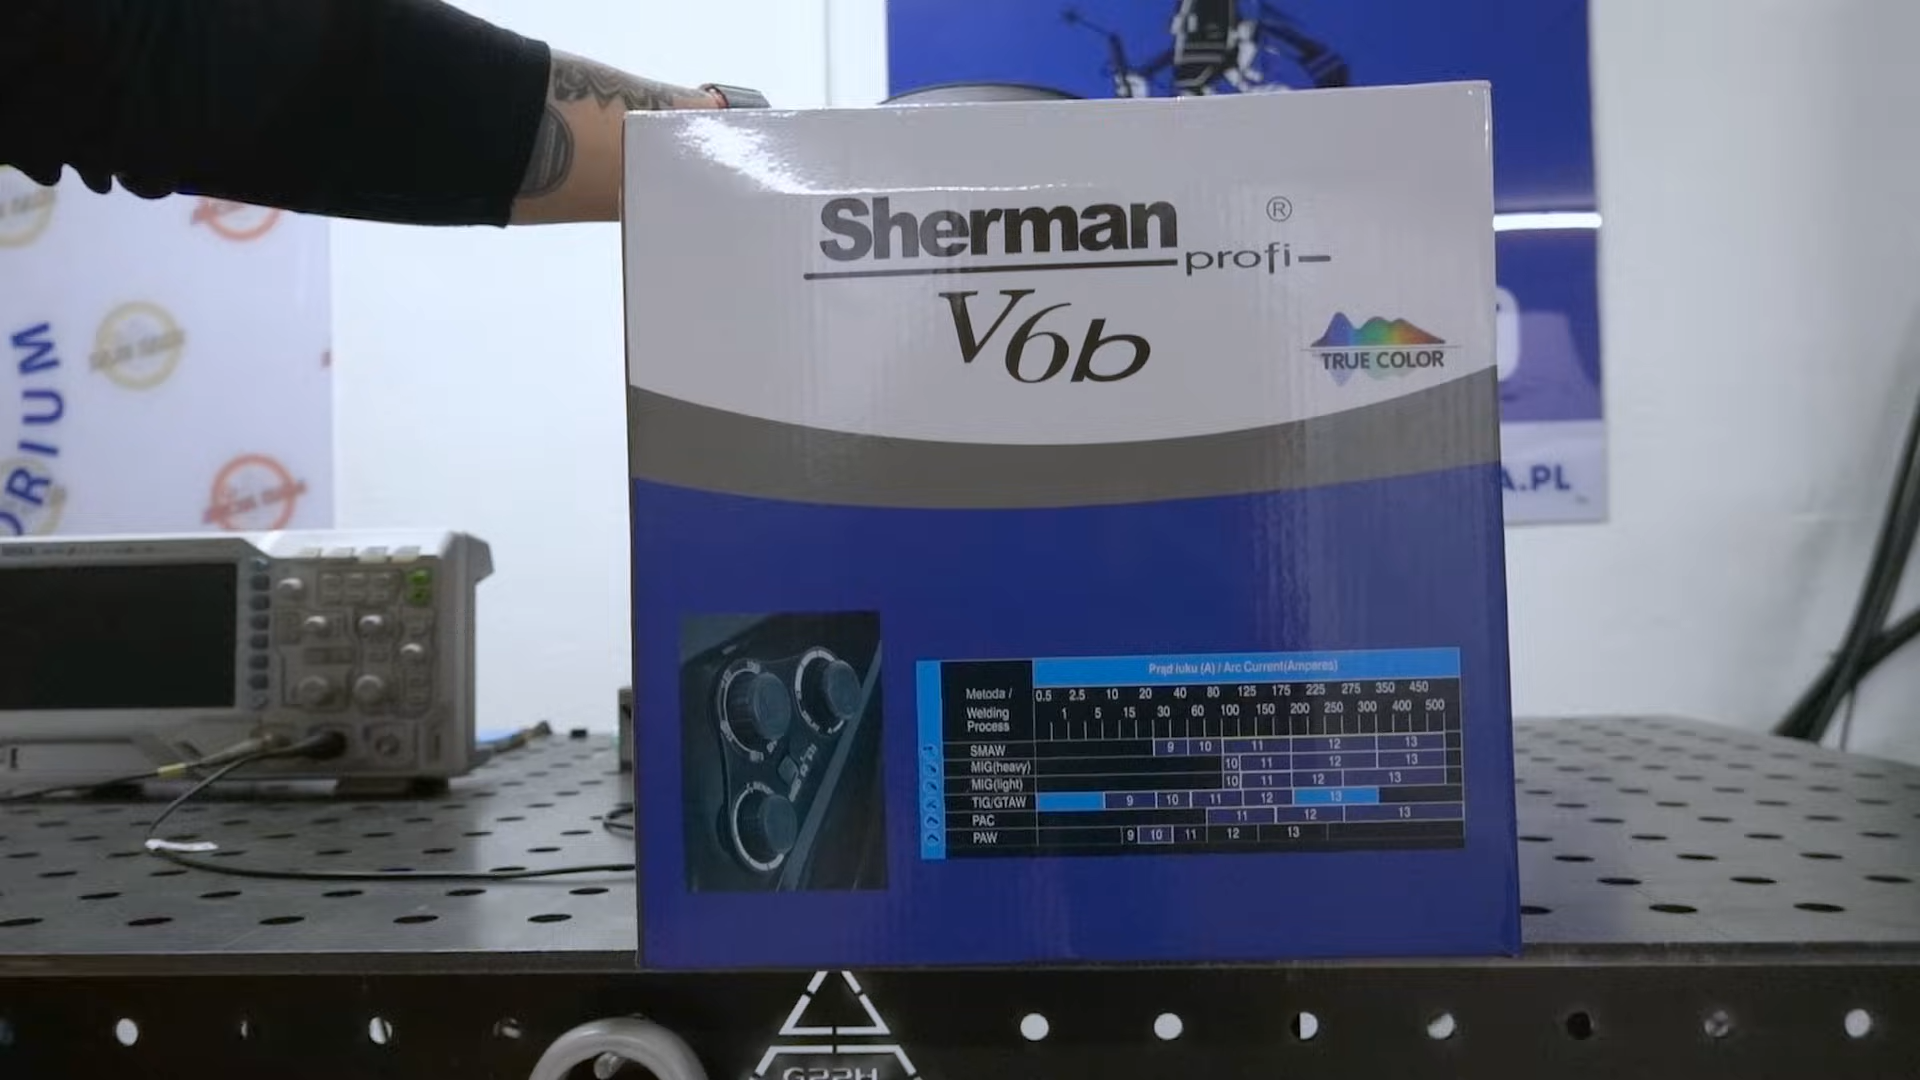 Sherman ®
profi
V6b
TRUE COLOR
ORIUM
A.PL
Prąd łuku (A) / Arc Current(Amperes)
Metoda /
Welding
Process
0.5 2.5 10 20 40 80 125 175 225 275 350 450
1 5 15 30 60 100 150 200 250 300 400 500
SMAW 9 10 11 12 13
MIG(heavy) 10 11 12 13
MIG(light) 10 11 12 13
TIG/GTAW 9 10 11 12 13
PAC 11 12 13
PAW 9 10 11 12 13